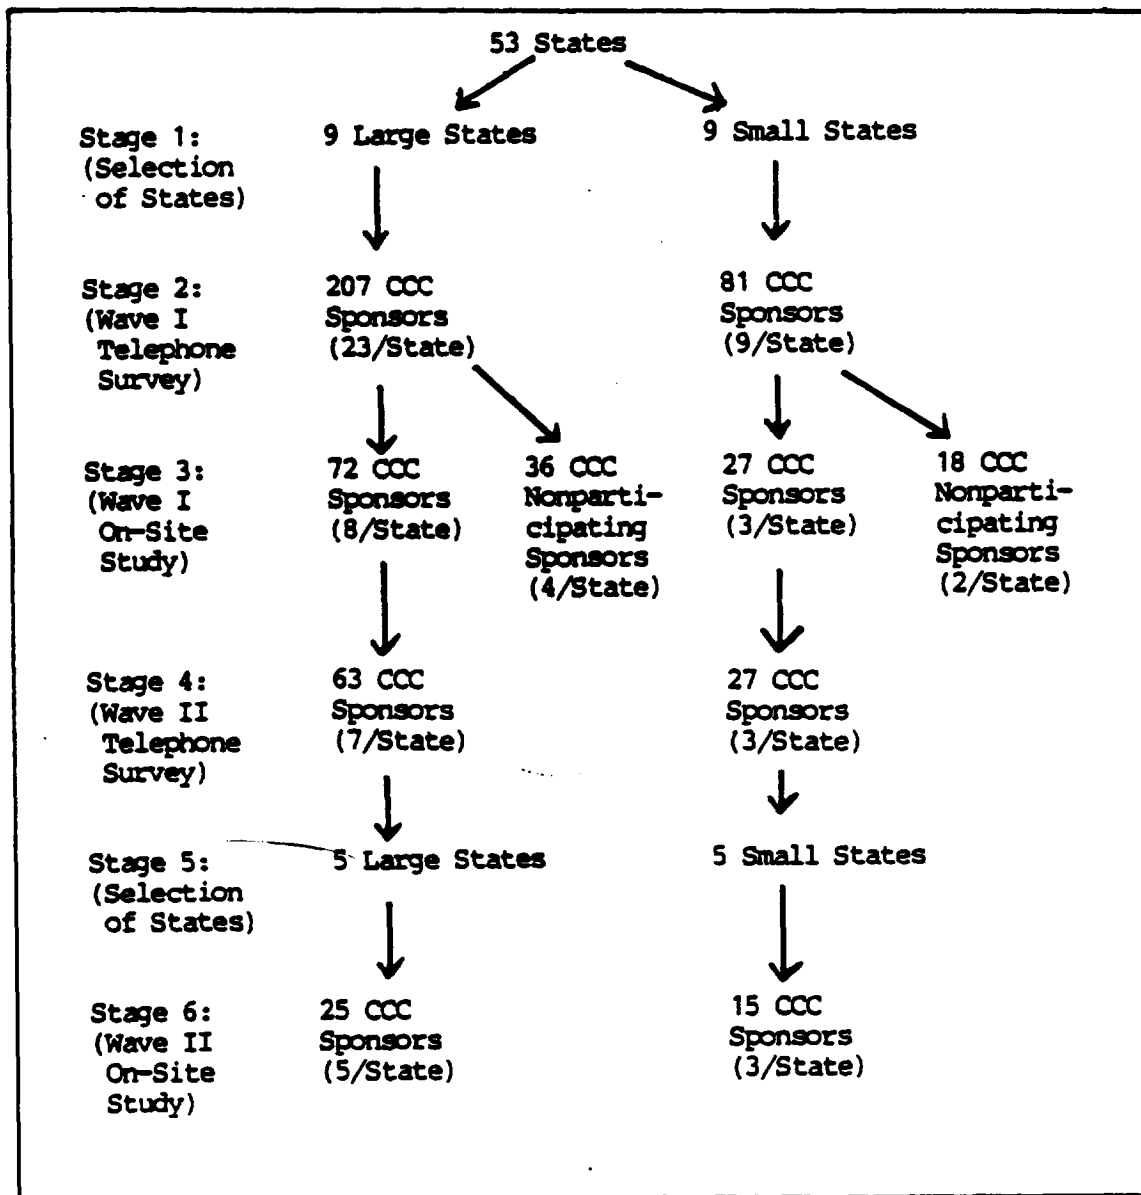 53 States
Stage 1:
(Selection
of States)
9 Large States
9 Small States
Stage 2:
(Wave I
Telephone
Survey)
207 CCC
Sponsors
(23/State)
81 CCC
Sponsors
(9/State)
Stage 3:
(Wave I
On-Site
Study)
72 CCC
Sponsors
(8/State)
36 CCC
Nonparti-
cipating
Sponsors
(4/State)
27 CCC
Sponsors
(3/State)
18 CCC
Nonparti-
cipating
Sponsors
(2/State)
Stage 4:
(Wave II
Telephone
Survey)
63 CCC
Sponsors
(7/State)
27 CCC
Sponsors
(3/State)
Stage 5:
(Selection
of States)
5 Large States
5 Small States
Stage 6:
(Wave II
On-Site
Study)
25 CCC
Sponsors
(5/State)
15 CCC
Sponsors
(3/State)